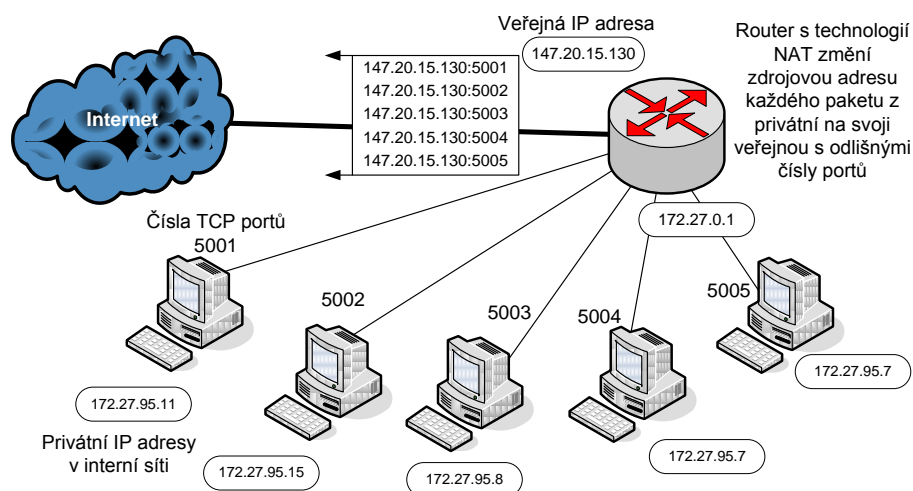 Veřejná IP adresa
147.20.15.130
Router s technologií
NAT změní
zdrojovou adresu
každého paketu z
privátní na svoji
veřejnou s odlišnými
čísly portů
147.20.15.130:5001
147.20.15.130:5002
147.20.15.130:5003
147.20.15.130:5004
147.20.15.130:5005
Internet
172.27.0.1
Čísla TCP portů
5001
5002
5003
5004
5005
172.27.95.11
172.27.95.15
172.27.95.8
172.27.95.7
172.27.95.7
Privátní IP adresy
v interní síti